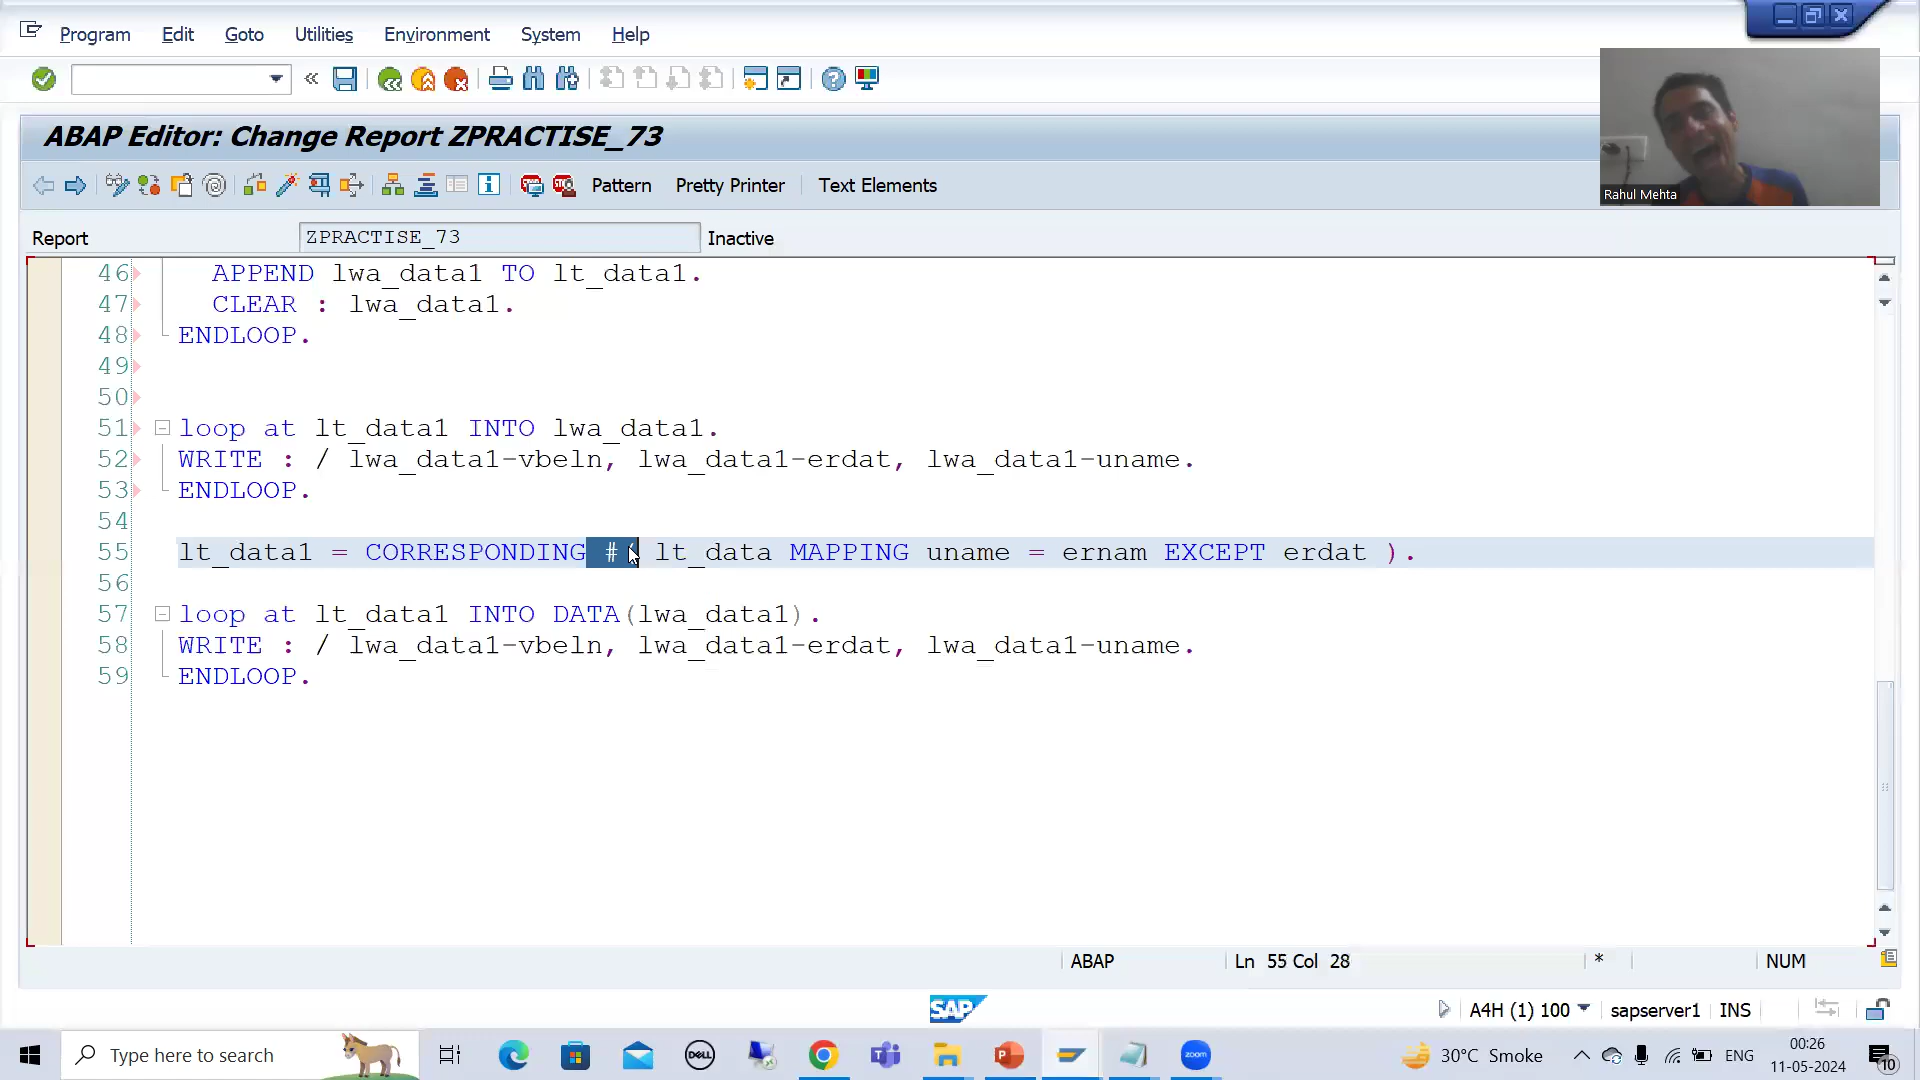 Program Edit Goto Utilities Environment System Help
ABAP Editor: Change Report ZPRACTISE_73
Pattern Pretty Printer Text Elements
Rahul Mehta
Report ZPRACTISE_73 Inactive
46 APPEND lwa_data1 TO lt_data1.
47 CLEAR : lwa_data1.
48 ENDLOOP.
49
50
51 loop at lt_data1 INTO lwa_data1.
52 WRITE : / lwa_data1-vbeln, lwa_data1-erdat, lwa_data1-uname.
53 ENDLOOP.
54
55 lt_data1 = CORRESPONDING #( lt_data MAPPING uname = ernam EXCEPT erdat ).
56
57 loop at lt_data1 INTO DATA(lwa_data1).
58 WRITE : / lwa_data1-vbeln, lwa_data1-erdat, lwa_data1-uname.
59 ENDLOOP.
ABAP Ln 55 Col 28 * NUM
SAP
A4H (1) 100 sapserver1 INS
Type here to search
DELL
zoom
30°C Smoke
ENG
00:26
11-05-2024
10